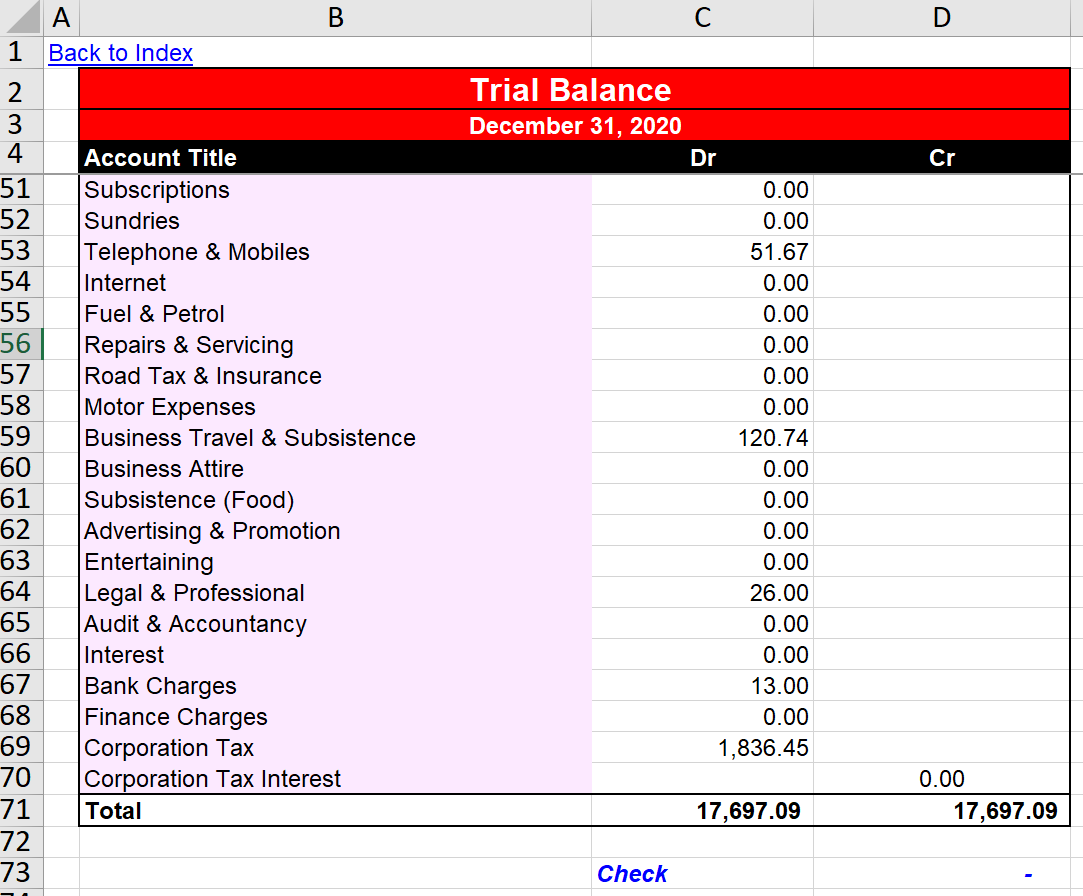 A B C D
1 Back to Index
2 Trial Balance
3 December 31, 2020
4 Account Title Dr Cr
51 Subscriptions 0.00
52 Sundries 0.00
53 Telephone & Mobiles 51.67
54 Internet 0.00
55 Fuel & Petrol 0.00
56 Repairs & Servicing 0.00
57 Road Tax & Insurance 0.00
58 Motor Expenses 0.00
59 Business Travel & Subsistence 120.74
60 Business Attire 0.00
61 Subsistence (Food) 0.00
62 Advertising & Promotion 0.00
63 Entertaining 0.00
64 Legal & Professional 26.00
65 Audit & Accountancy 0.00
66 Interest 0.00
67 Bank Charges 13.00
68 Finance Charges 0.00
69 Corporation Tax 1,836.45
70 Corporation Tax Interest 0.00
71 Total 17,697.09 17,697.09
72
73 Check -